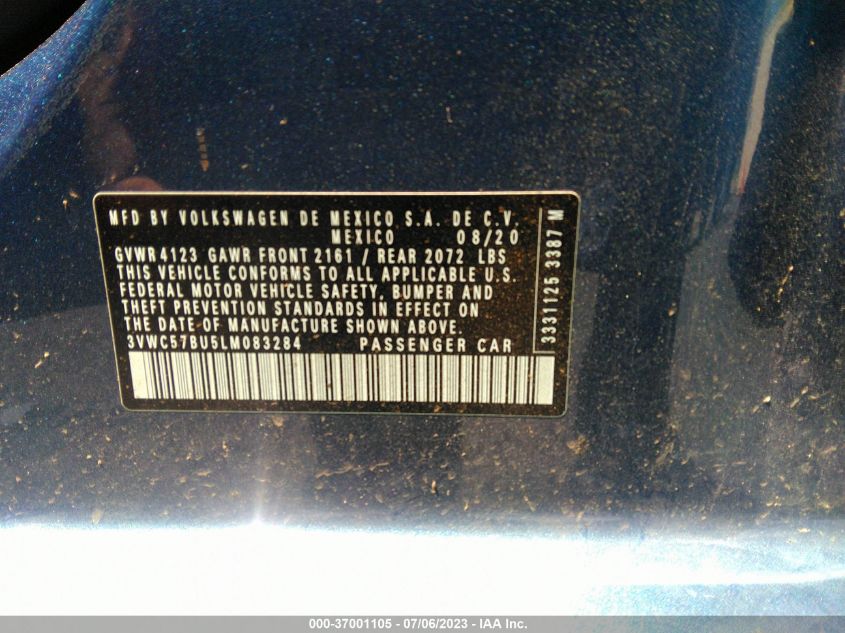 MFD BY VOLKSWAGEN DE MEXICO S.A. DE C.V.
MEXICO 08/20
GVWR 4123 GAWR FRONT 2161 / REAR 2072 LBS
THIS VEHICLE CONFORMS TO ALL APPLICABLE U.S.
FEDERAL MOTOR VEHICLE SAFETY, BUMPER AND
THEFT PREVENTION STANDARDS IN EFFECT ON
THE DATE OF MANUFACTURE SHOWN ABOVE.
3VWC57BU5LM083284 PASSENGER CAR
3331125 3387 M
000-37001105 - 07/06/2023 - IAA Inc.